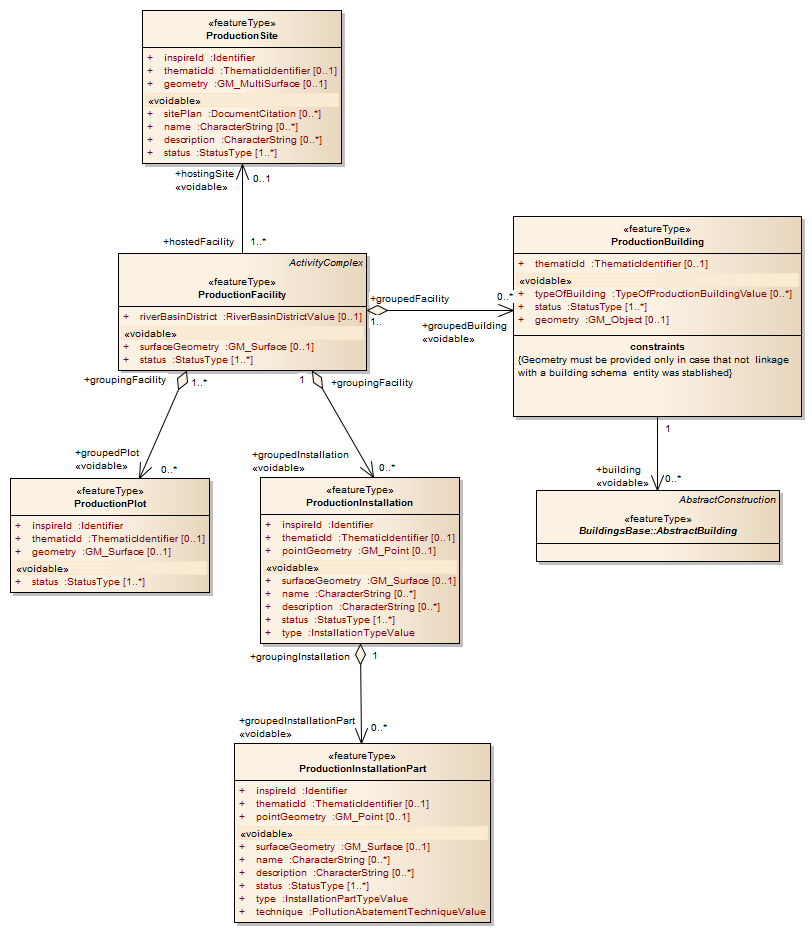 «featureType»
ProductionSite
+ inspireId :Identifier
+ thematicId :ThematicIdentifier [0..1]
+ geometry :GM_MultiSurface [0..1]
«voidable»
+ sitePlan :DocumentCitation [0..*]
+ name :CharacterString [0..*]
+ description :CharacterString [0..*]
+ status :StatusType [1..*]
+hostingSite
«voidable»
0..1
+hostedFacility
1..*
ActivityComplex
«featureType»
ProductionFacility
+ riverBasinDistrict :RiverBasinDistrictValue [0..1]
«voidable»
+ surfaceGeometry :GM_Surface [0..1]
+ status :StatusType [1..*]
+groupedFacility
1..
0..*
+groupedBuilding
«voidable»
«featureType»
ProductionBuilding
+ thematicId :ThematicIdentifier [0..1]
«voidable»
+ typeOfBuilding :TypeOfProductionBuildingValue [0..*]
+ status :StatusType [1..*]
+ geometry :GM_Object [0..1]
constraints
{Geometry must be provided only in case that not linkage
with a building schema entity was stablished}
1
+building
«voidable»
0..*
AbstractConstruction
«featureType»
BuildingsBase::AbstractBuilding
+groupingFacility
1..*
1
+groupingFacility
+groupedPlot
«voidable»
0..*
+groupedInstallation
«voidable»
0..*
«featureType»
ProductionPlot
+ inspireId :Identifier
+ thematicId :ThematicIdentifier [0..1]
+ geometry :GM_Surface [0..1]
«voidable»
+ status :StatusType [1..*]
«featureType»
ProductionInstallation
+ inspireId :Identifier
+ thematicId :ThematicIdentifier [0..1]
+ pointGeometry :GM_Point [0..1]
«voidable»
+ surfaceGeometry :GM_Surface [0..1]
+ name :CharacterString [0..*]
+ description :CharacterString [0..*]
+ status :StatusType [1..*]
+ type :InstallationTypeValue
+groupingInstallation
1
+groupedInstallationPart
«voidable»
0..*
«featureType»
ProductionInstallationPart
+ inspireId :Identifier
+ thematicId :ThematicIdentifier [0..1]
+ pointGeometry :GM_Point [0..1]
«voidable»
+ surfaceGeometry :GM_Surface [0..1]
+ name :CharacterString [0..*]
+ description :CharacterString [0..*]
+ status :StatusType [1..*]
+ type :InstallationPartTypeValue
+ technique :PollutionAbatementTechniqueValue